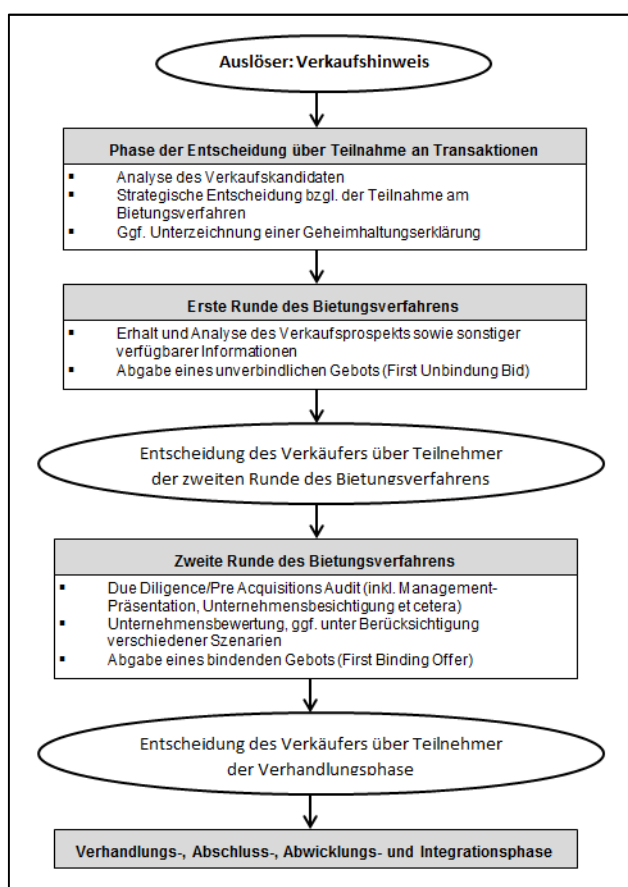 Auslöser: Verkaufshinweis
Phase der Entscheidung über Teilnahme an Transaktionen
▪ Analyse des Verkaufskandidaten
▪ Strategische Entscheidung bzgl. der Teilnahme am
Bietungsverfahren
▪ Ggf. Unterzeichnung einer Geheimhaltungserklärung
Erste Runde des Bietungsverfahrens
▪ Erhalt und Analyse des Verkaufsprospekts sowie sonstiger
verfügbarer Informationen
▪ Abgabe eines unverbindlichen Gebots (First Unbindung Bid)
Entscheidung des Verkäufers über Teilnehmer
der zweiten Runde des Bietungsverfahrens
Zweite Runde des Bietungsverfahrens
▪ Due Diligence/Pre Acquisitions Audit (inkl. Management-
Präsentation, Unternehmensbesichtigung et cetera)
▪ Unternehmensbewertung, ggf. unter Berücksichtigung
verschiedener Szenarien
▪ Abgabe eines bindenden Gebots (First Binding Offer)
Entscheidung des Verkäufers über Teilnehmer
der Verhandlungsphase
Verhandlungs-, Abschluss-, Abwicklungs- und Integrationsphase